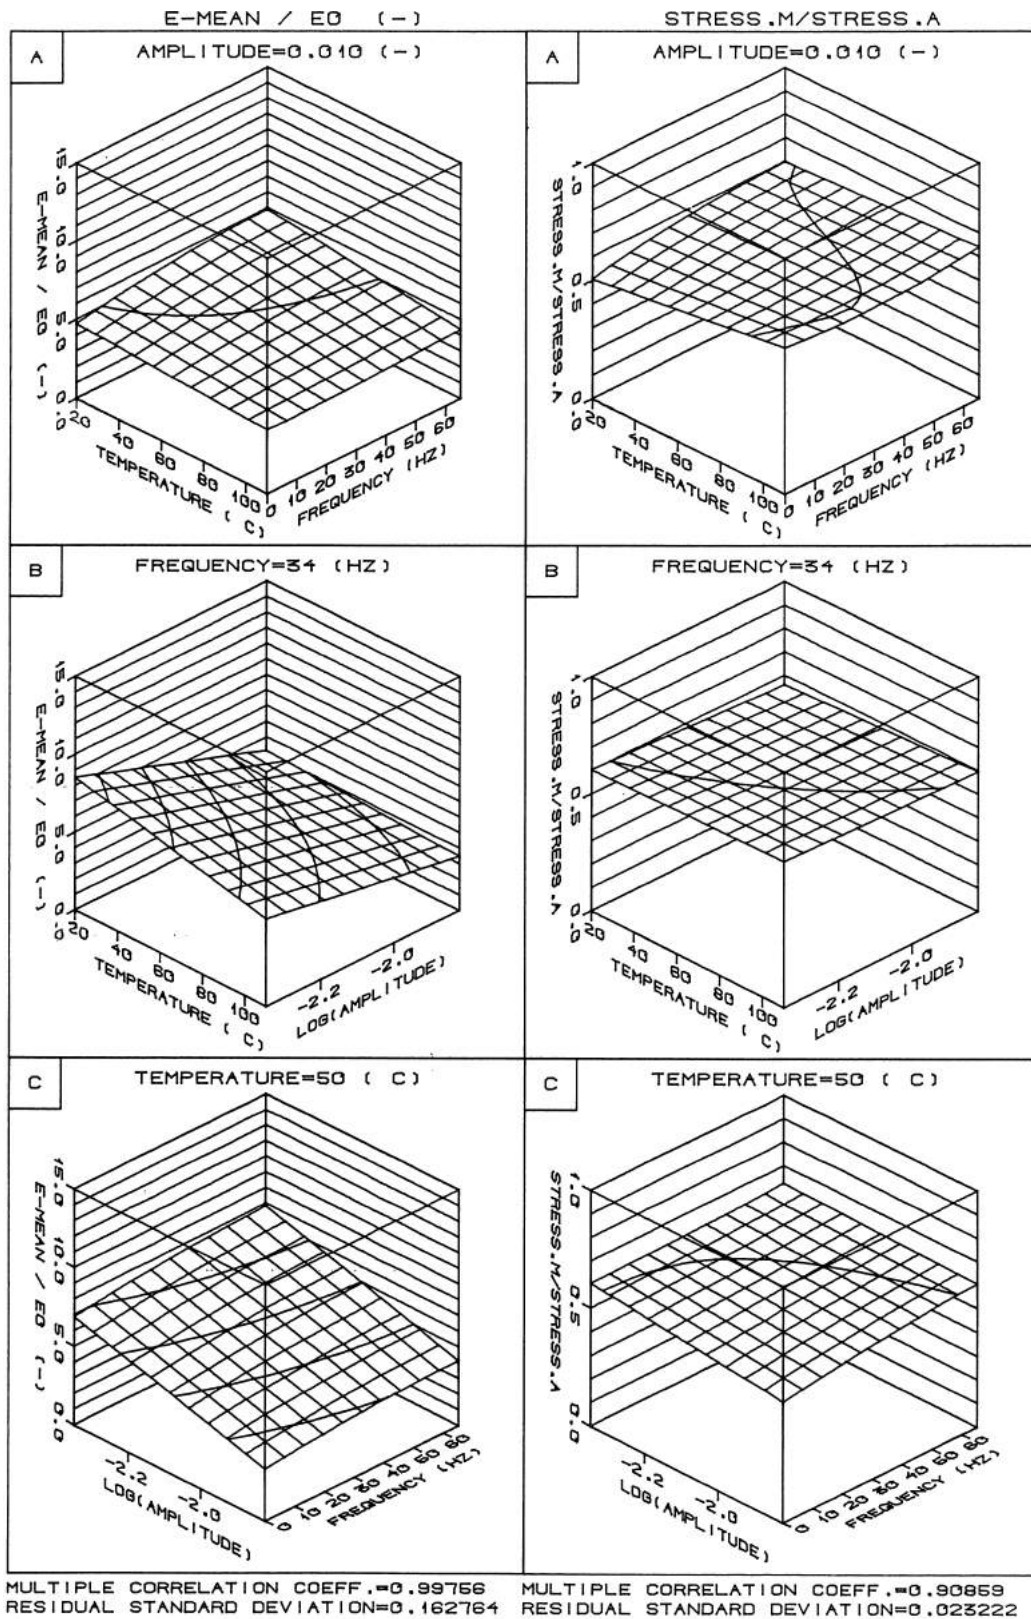 E-MEAN / E0 (-)
STRESS.M/STRESS.A
A
AMPLITUDE=0.010 (-)
15.0
10.0
5.0
0.0
E-MEAN / E0 (-)
20 40 60 80 100
TEMPERATURE ( C)
0 10 20 30 40 50 60
FREQUENCY (HZ)
A
AMPLITUDE=0.010 (-)
1.0
0.5
0.0
STRESS.M/STRESS.A
20 40 60 80 100
TEMPERATURE ( C)
0 10 20 30 40 50 60
FREQUENCY (HZ)
B
FREQUENCY=34 (HZ)
15.0
10.0
5.0
0.0
E-MEAN / E0 (-)
20 40 60 80 100
TEMPERATURE ( C)
-2.2 -2.0
LOG(AMPLITUDE)
B
FREQUENCY=34 (HZ)
1.0
0.5
0.0
STRESS.M/STRESS.A
20 40 60 80 100
TEMPERATURE ( C)
-2.2 -2.0
LOG(AMPLITUDE)
C
TEMPERATURE=50 ( C)
15.0
10.0
5.0
0.0
E-MEAN / E0 (-)
-2.2 -2.0
LOG(AMPLITUDE)
0 10 20 30 40 50 60
FREQUENCY (HZ)
C
TEMPERATURE=50 ( C)
1.0
0.5
0.0
STRESS.M/STRESS.A
-2.2 -2.0
LOG(AMPLITUDE)
0 10 20 30 40 50 60
FREQUENCY (HZ)
MULTIPLE CORRELATION COEFF.=0.99756
RESIDUAL STANDARD DEVIATION=0.162764
MULTIPLE CORRELATION COEFF.=0.90859
RESIDUAL STANDARD DEVIATION=0.023222